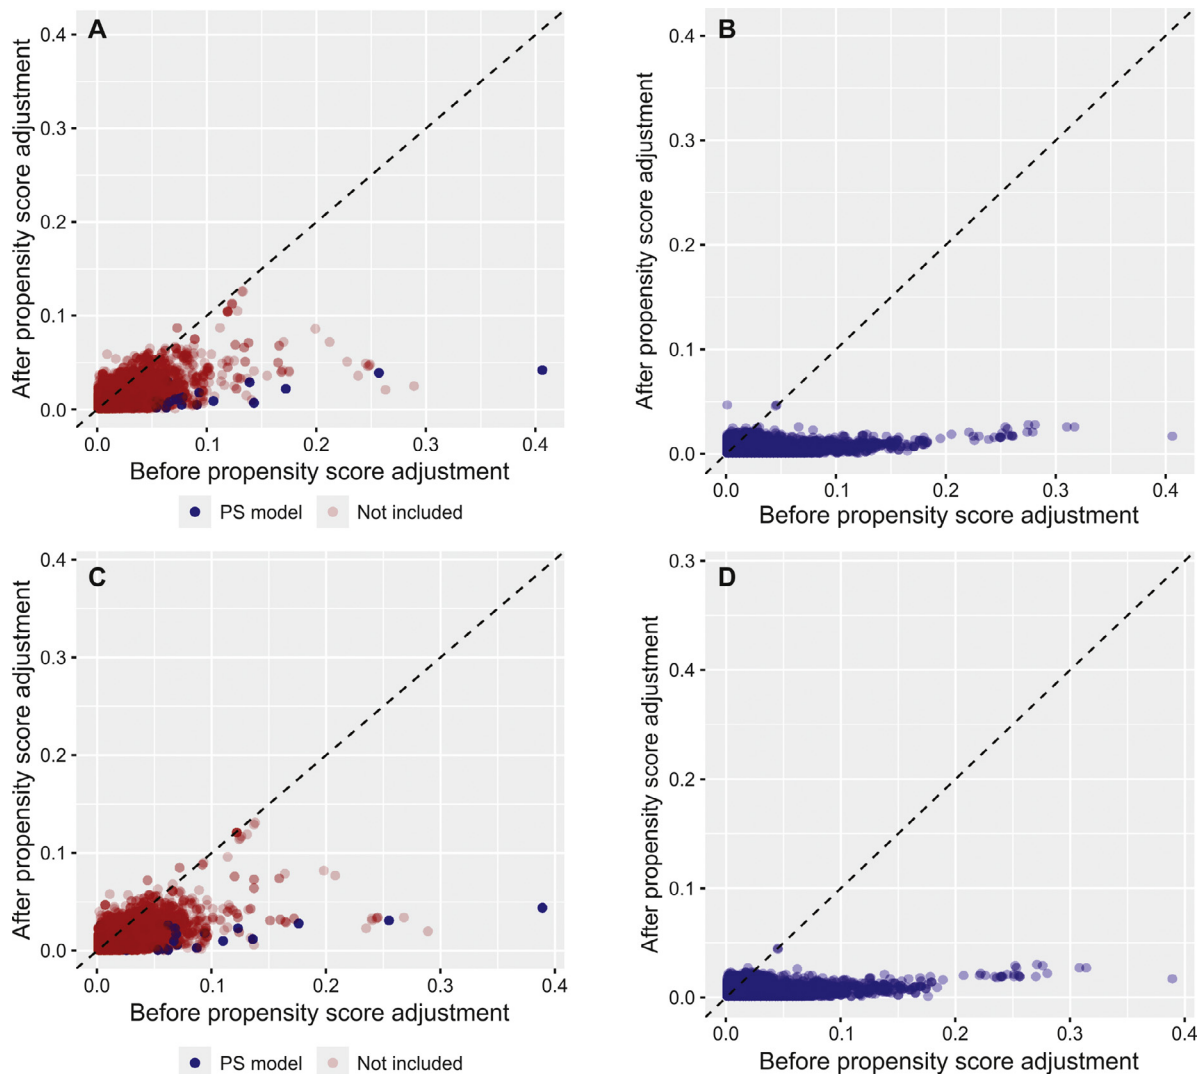 A
After propensity score adjustment
0.4
0.3
0.2
0.1
0.0
0.0 0.1 0.2 0.3 0.4
Before propensity score adjustment
PS model Not included
B
After propensity score adjustment
0.4
0.3
0.2
0.1
0.0
0.0 0.1 0.2 0.3 0.4
Before propensity score adjustment
C
After propensity score adjustment
0.4
0.3
0.2
0.1
0.0
0.0 0.1 0.2 0.3 0.4
Before propensity score adjustment
PS model Not included
D
After propensity score adjustment
0.3
0.4
0.2
0.1
0.0
0.0 0.1 0.2 0.3 0.4
Before propensity score adjustment